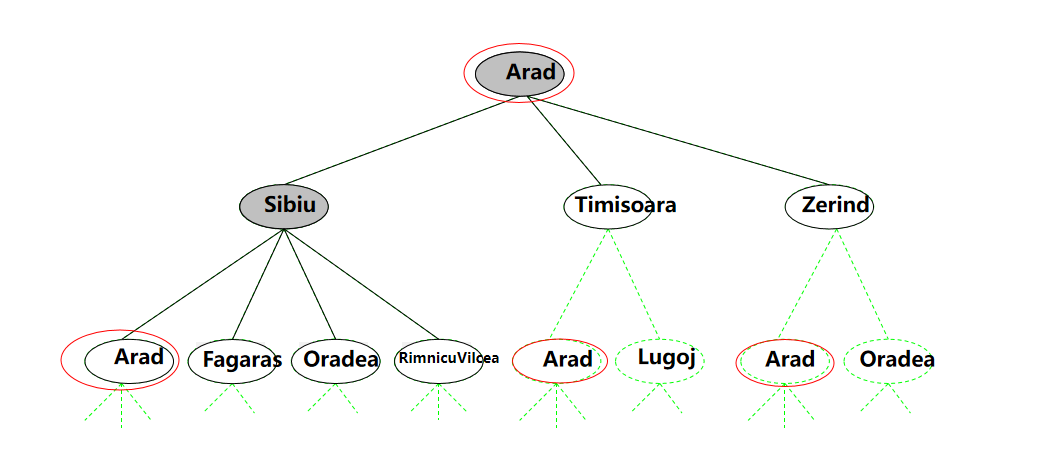 Arad
Sibiu
Timisoara
Zerind
Arad
Fagaras
Oradea
RimnicuVilcea
Arad
Lugoj
Arad
Oradea